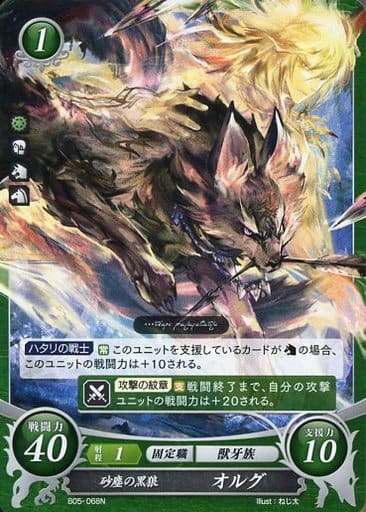 1
ハタリの戦士 常 このユニットを支援しているカードが の場合、
このユニットの戦闘力は+10される。
攻撃の紋章 支 戦闘終了まで、自分の攻撃
ユニットの戦闘力は+20される。
戦闘力
40
射程 1
固定職
獣牙族
支援力
10
砂塵の黒狼 オルグ
B05-068N
Illust:ねじ太